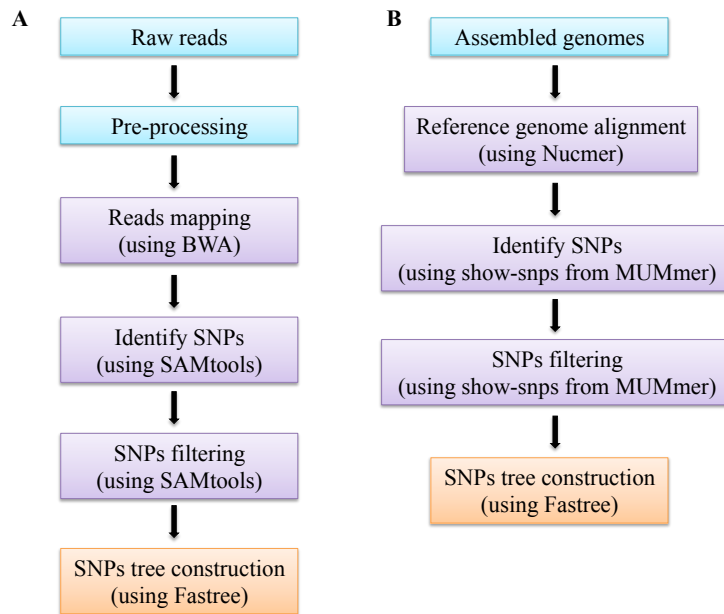 A
Raw reads
Pre-processing
Reads mapping
(using BWA)
Identify SNPs
(using SAMtools)
SNPs filtering
(using SAMtools)
SNPs tree construction
(using Fastree)
B
Assembled genomes
Reference genome alignment
(using Nucmer)
Identify SNPs
(using show-snps from MUMmer)
SNPs filtering
(using show-snps from MUMmer)
SNPs tree construction
(using Fastree)